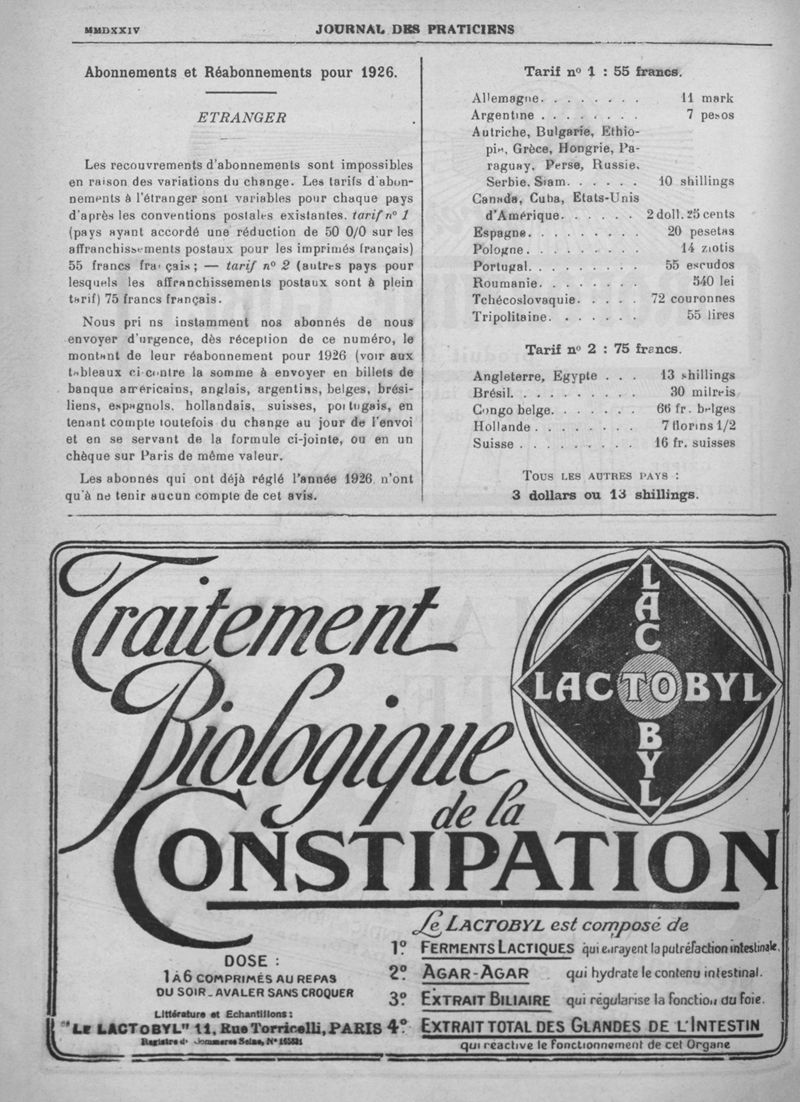 MMDXXIV
JOURNAL DES PRATICIENS
Abonnements et Réabonnements pour 1926.
ETRANGER
Les recouvrements d'abonnements sont impossibles
en raison des variations du change. Les tarifs d'abon-
nements à l'étranger sont variables pour chaque pays
d'après les conventions postales existantes. tarif nº 1
(pays ayant accordé une réduction de 50 0/0 sur les
affranchissements postaux pour les imprimés français)
55 francs français; — tarif nº 2 (autres pays pour
lesquels les affranchissements postaux sont à plein
tarif) 75 francs français.
Nous prions instamment nos abonnés de nous
envoyer d'urgence, dès réception de ce numéro, le
montant de leur réabonnement pour 1926 (voir aux
tableaux ci-contre la somme à envoyer en billets de
banque américains, anglais, argentins, belges, brési-
liens, espagnols, hollandais, suisses, portugais, en
tenant compte toutefois du change au jour de l'envoi
et en se servant de la formule ci-jointe, ou en un
chèque sur Paris de même valeur.
Les abonnés qui ont déjà réglé l'année 1926 n'ont
qu'à ne tenir aucun compte de cet avis.
Tarif nº 1 : 55 francs.
Allemagne. . . . . . . . 11 mark
Argentine . . . . . . . . 7 pesos
Autriche, Bulgarie, Ethio-
pie, Grèce, Hongrie, Pa-
raguay, Perse, Russie,
Serbie, Siam. . . . . . 10 shillings
Canada, Cuba, Etats-Unis
d'Amérique. . . . . . 2 doll. 25 cents
Espagne. . . . . . . . . 20 pesetas
Pologne. . . . . . . . . 14 zlotis
Portugal. . . . . . . . . 55 escudos
Roumanie. . . . . . . . 540 lei
Tchécoslovaquie. . . . . 72 couronnes
Tripolitaine. . . . . . . 55 lires
Tarif nº 2 : 75 francs.
Angleterre, Egypte . . . 13 shillings
Brésil. . . . . . . . . . 30 milreis
Congo belge. . . . . . . 66 fr. belges
Hollande . . . . . . . . 7 florins 1/2
Suisse . . . . . . . . . 16 fr. suisses
TOUS LES AUTRES PAYS :
3 dollars ou 13 shillings.
Traitement
Biologique
de la
CONSTIPATION
LACTOBYL
LACTOBYL
Le LACTOBYL est composé de
1º FERMENTS LACTIQUES qui enrayent la putréfaction intestinale.
2º AGAR-AGAR qui hydrate le contenu intestinal.
3º EXTRAIT BILIAIRE qui régularise la fonction du foie.
4º EXTRAIT TOTAL DES GLANDES DE L'INTESTIN
qui réactive le fonctionnement de cet Organe
DOSE :
1 A 6 COMPRIMÉS AU REPAS
DU SOIR_AVALER SANS CROQUER
Littérature et Echantillons :
"LE LACTOBYL" 11, Rue Torricelli, PARIS
Registre du Commerce Seine, Nº